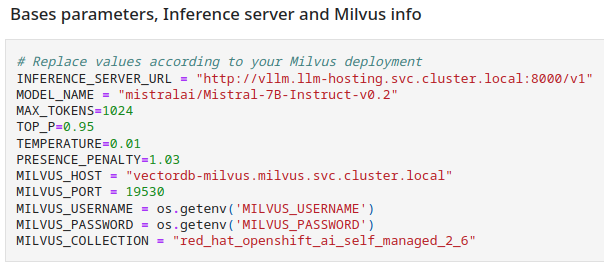 Bases parameters, Inference server and Milvus info
# Replace values according to your Milvus deployment
INFERENCE_SERVER_URL = "http://vllm.llm-hosting.svc.cluster.local:8000/v1"
MODEL_NAME = "mistralai/Mistral-7B-Instruct-v0.2"
MAX_TOKENS=1024
TOP_P=0.95
TEMPERATURE=0.01
PRESENCE_PENALTY=1.03
MILVUS_HOST = "vectordb-milvus.milvus.svc.cluster.local"
MILVUS_PORT = 19530
MILVUS_USERNAME = os.getenv('MILVUS_USERNAME')
MILVUS_PASSWORD = os.getenv('MILVUS_PASSWORD')
MILVUS_COLLECTION = "red_hat_openshift_ai_self_managed_2_6"